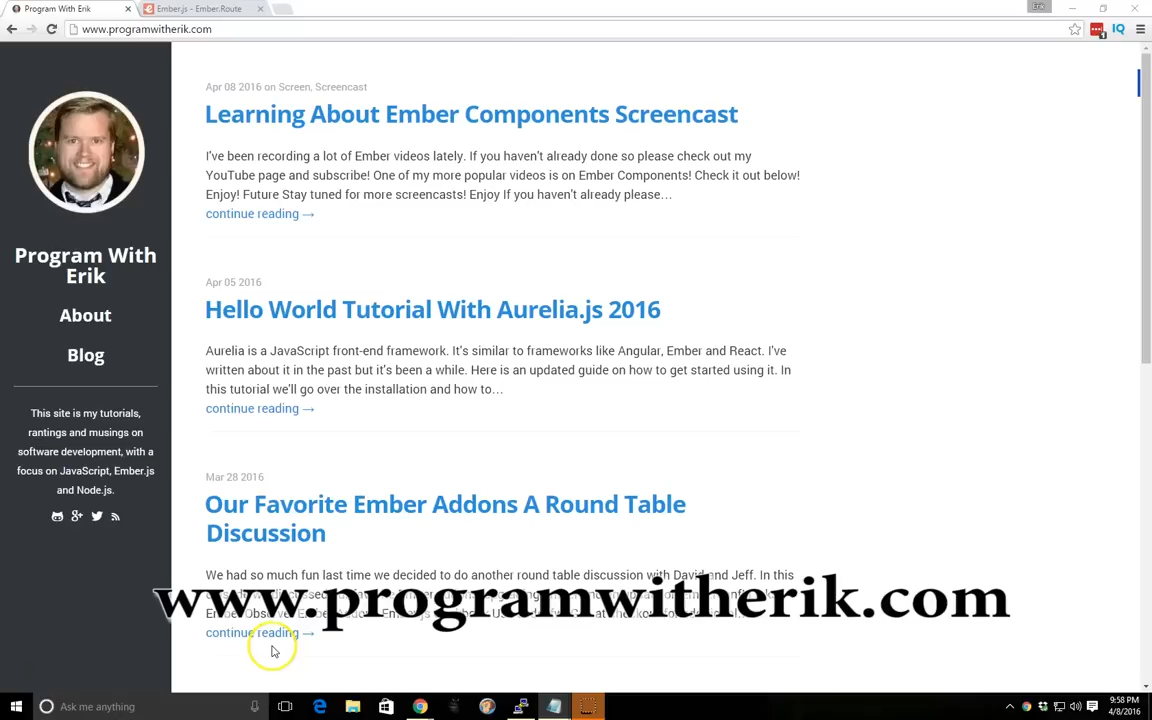 Program With Erik
Ember.js - Ember.Route
Erik
www.programwitherik.com
IQ
Program With
Erik
About
Blog
This site is my tutorials,
rantings and musings on
software development, with a
focus on JavaScript, Ember.js
and Node.js.
Apr 08 2016 on Screen, Screencast
Learning About Ember Components Screencast
I've been recording a lot of Ember videos lately. If you haven't already done so please check out my
YouTube page and subscribe! One of my more popular videos is on Ember Components! Check it out below!
Enjoy! Future Stay tuned for more screencasts! Enjoy If you haven't already please…
continue reading →
Apr 05 2016
Hello World Tutorial With Aurelia.js 2016
Aurelia is a JavaScript front-end framework. It's similar to frameworks like Angular, Ember and React. I've
written about it in the past but it's been a while. Here is an updated guide on how to get started using it. In
this tutorial we'll go over the installation and how to…
continue reading →
Mar 28 2016
Our Favorite Ember Addons A Round Table
Discussion
We had so much fun last time we decided to do another round table discussion with David and Jeff. In this
www.programwitherik.com
continue reading →
Ask me anything
9:58 PM
4/8/2016